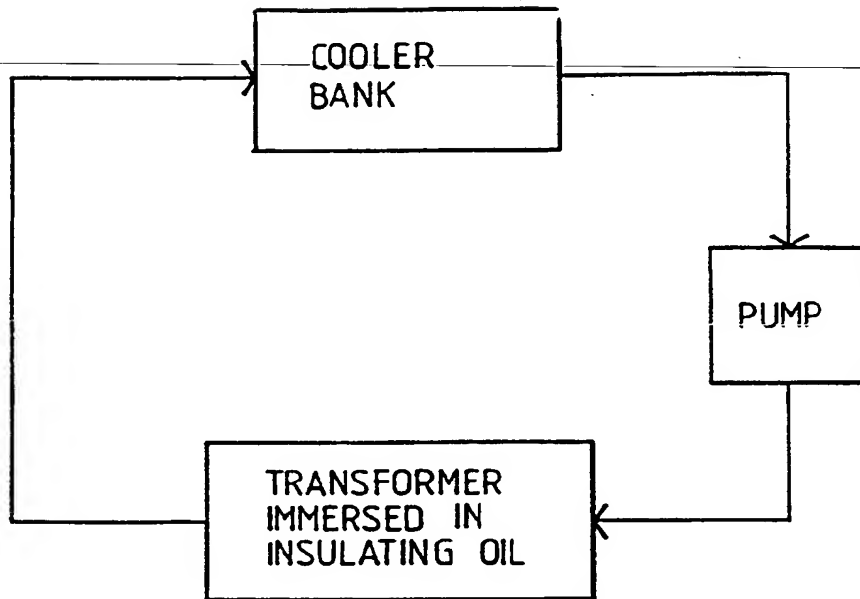 COOLER
BANK
PUMP
TRANSFORMER
IMMERSED IN
INSULATING OIL